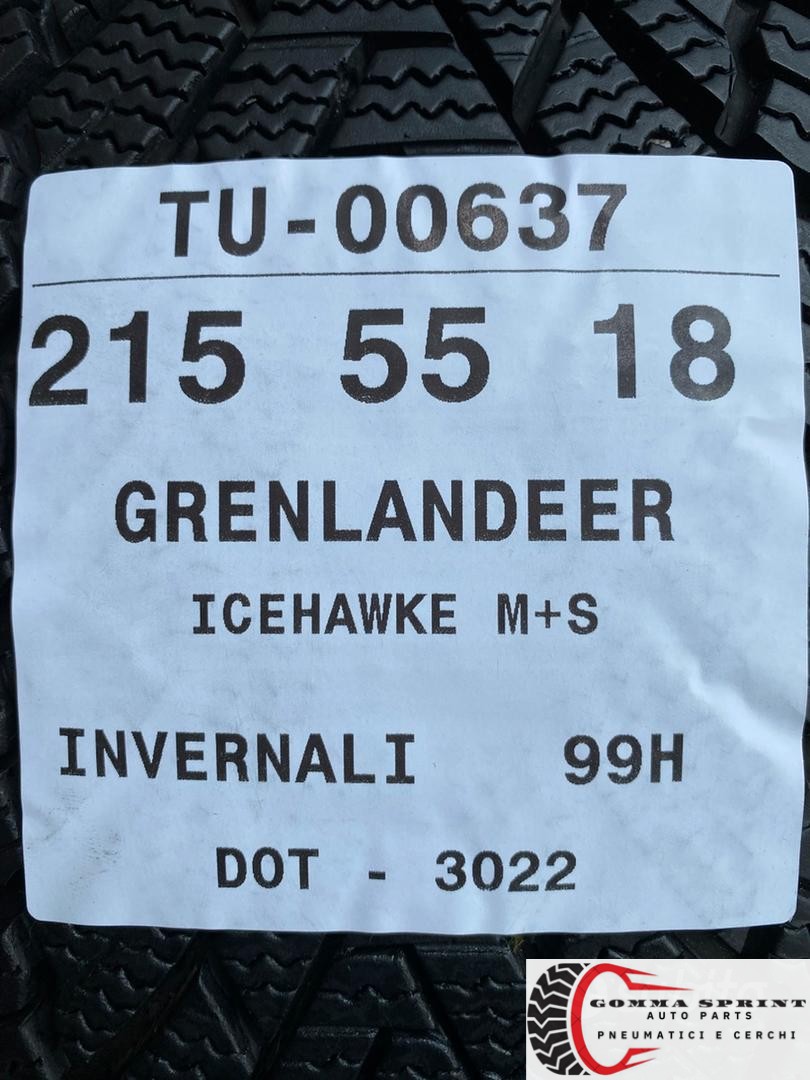 TU-00637
215 55 18
GRENLANDEER
ICEHAWKE M+S
INVERNALI 99H
DOT - 3022
GOMMA SPRINT
AUTO PARTS
PNEUMATICI E CERCHI